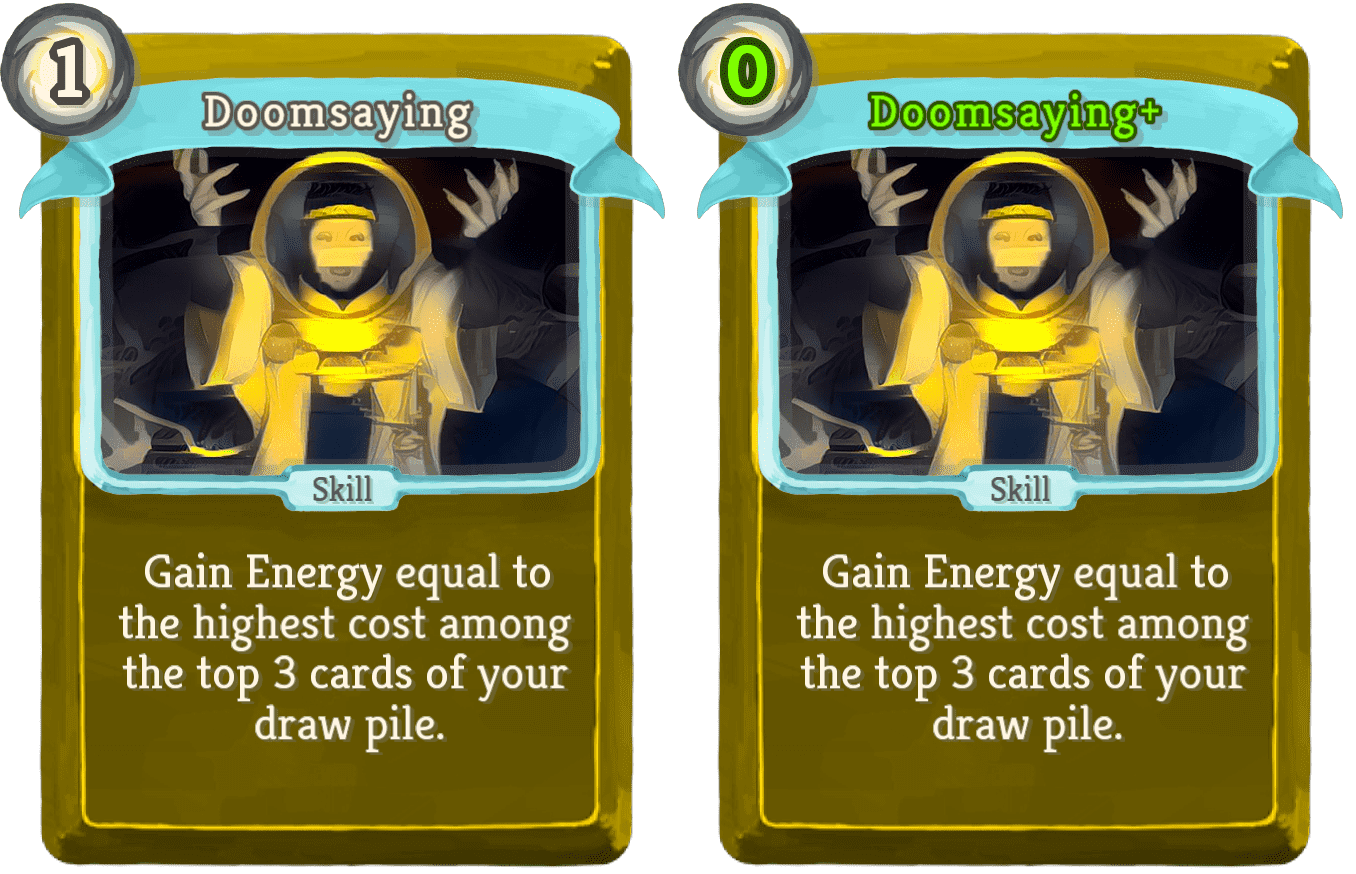 1
Doomsaying
Skill
Gain Energy equal to
the highest cost among
the top 3 cards of your
draw pile.
0
Doomsaying+
Skill
Gain Energy equal to
the highest cost among
the top 3 cards of your
draw pile.